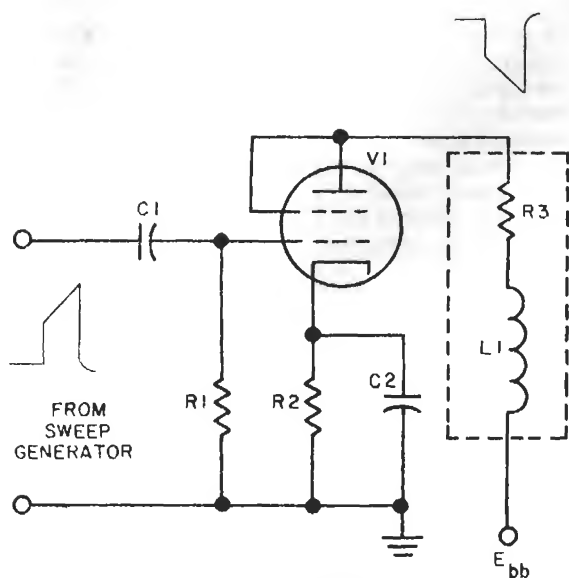 V1
C1
R3
L1
R1
R2
C2
FROM
SWEEP
GENERATOR
Ebb